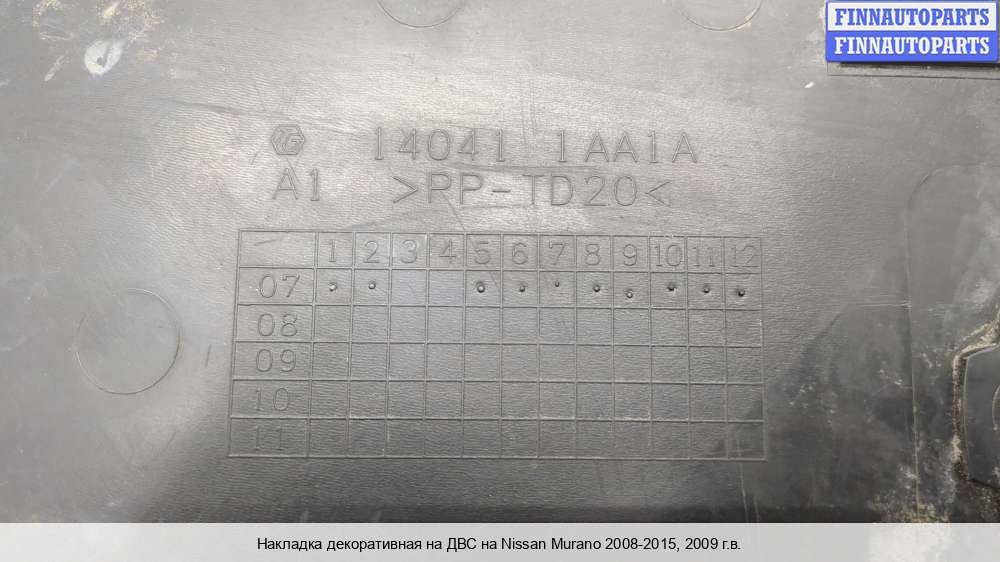 FINNAUTOPARTS
FINNAUTOPARTS
14041 1AA1A
A1 >PP-TD20<
1 2 3 4 5 6 7 8 9 10 11 12
07
08
09
10
11
Накладка декоративная на ДВС на Nissan Murano 2008-2015, 2009 г.в.